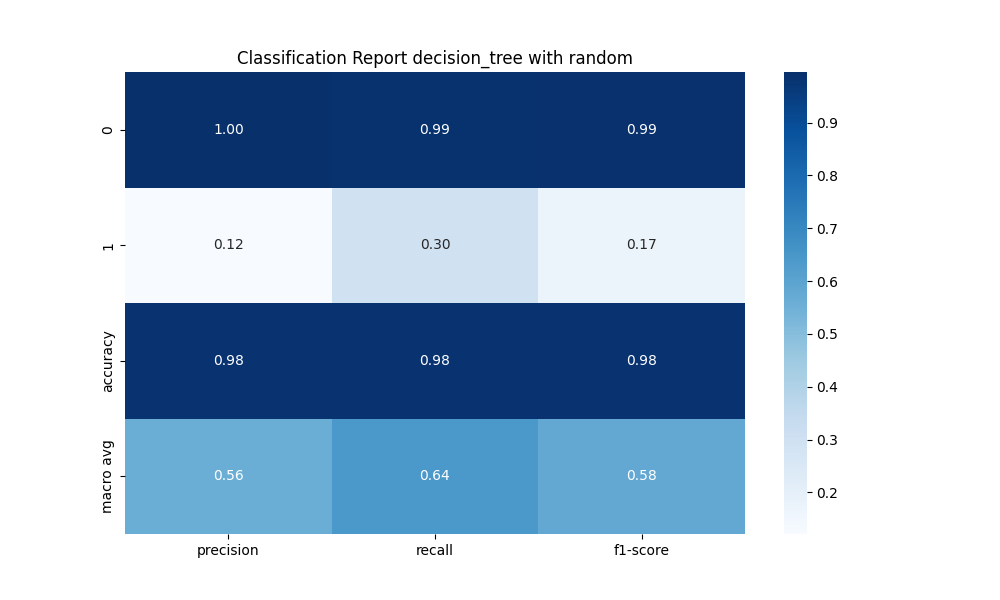 Classification Report decision_tree with random
0 1.00 0.99 0.99
1 0.12 0.30 0.17
accuracy 0.98 0.98 0.98
macro avg 0.56 0.64 0.58
precision recall f1-score
0.9
0.8
0.7
0.6
0.5
0.4
0.3
0.2